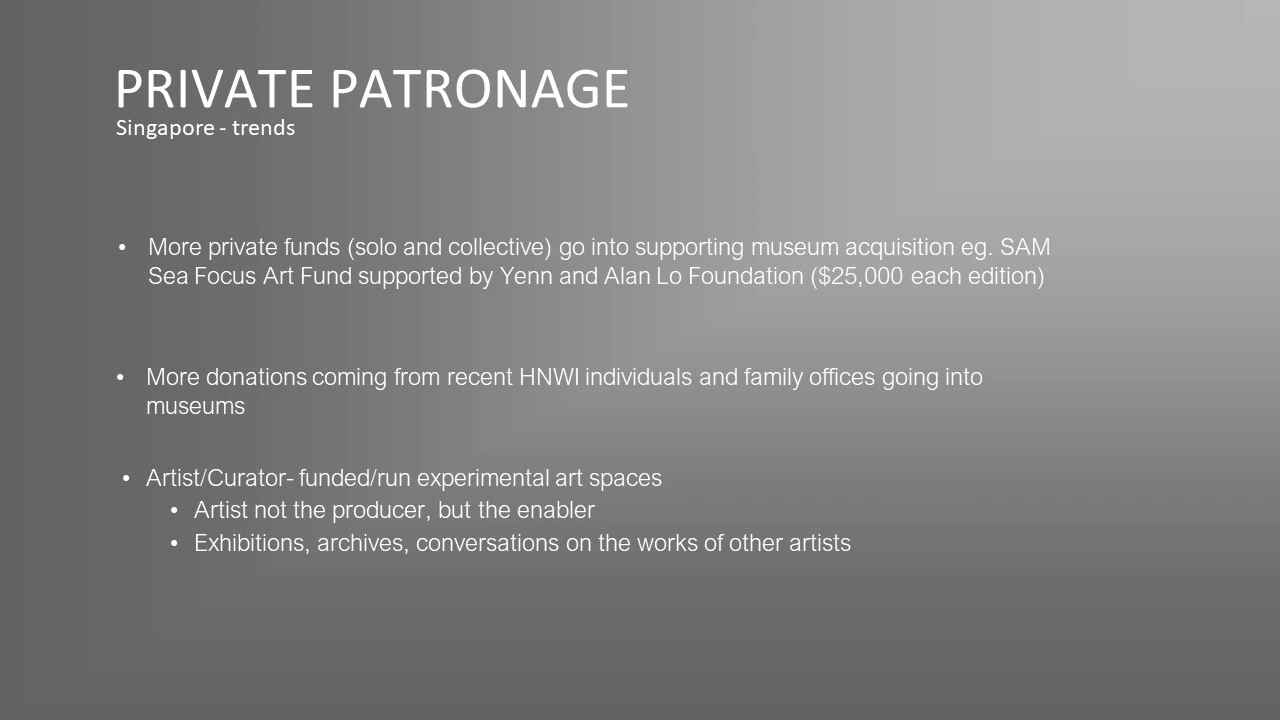 PRIVATE PATRONAGE
Singapore - trends
• More private funds (solo and collective) go into supporting museum acquisition eg. SAM
Sea Focus Art Fund supported by Yenn and Alan Lo Foundation ($25,000 each edition)
• More donations coming from recent HNWI individuals and family offices going into
museums
• Artist/Curator- funded/run experimental art spaces
• Artist not the producer, but the enabler
• Exhibitions, archives, conversations on the works of other artists